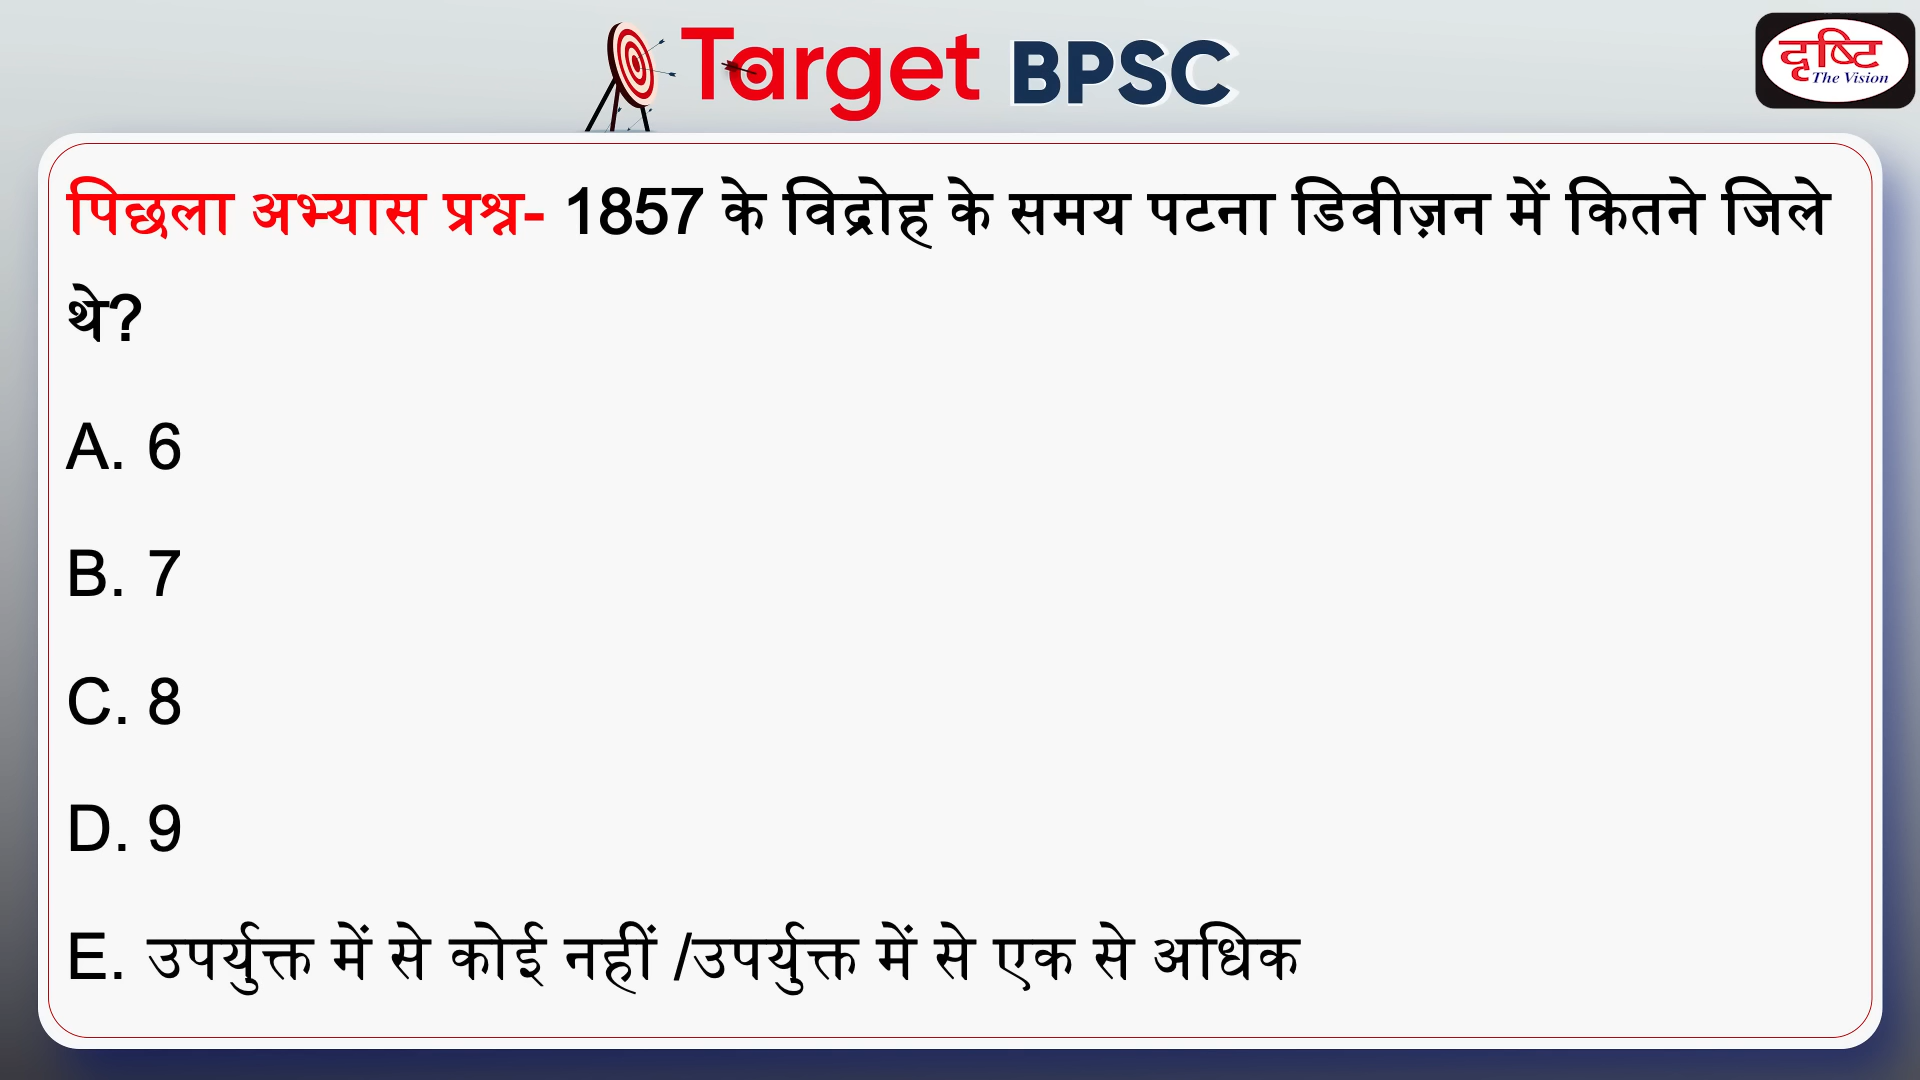 Target BPSC
दृष्टि
The Vision
पिछला अभ्यास प्रश्न- 1857 के विद्रोह के समय पटना डिवीज़न में कितने जिले
थे?
A. 6
B. 7
C. 8
D. 9
E. उपर्युक्त में से कोई नहीं /उपर्युक्त में से एक से अधिक